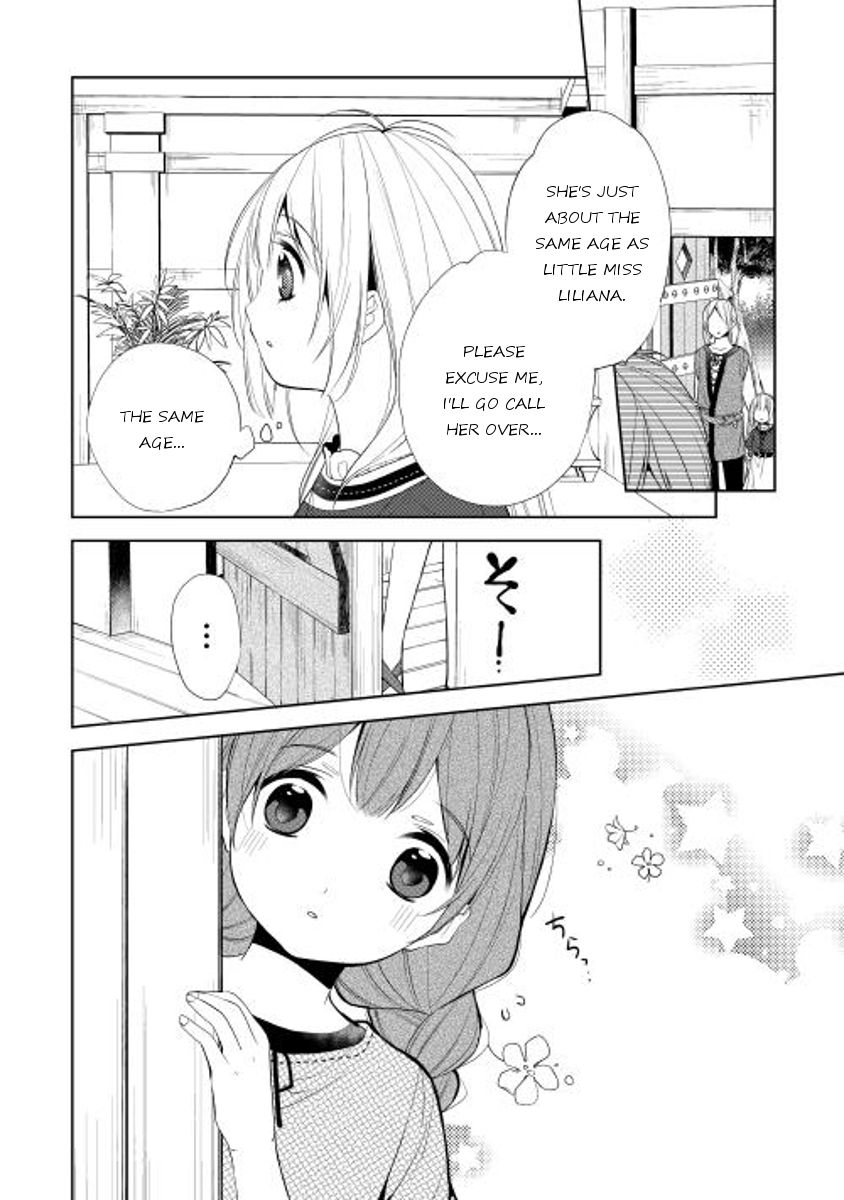 SHE'S JUST
ABOUT THE
SAME AGE AS
LITTLE MISS
LILIANA.
PLEASE
EXCUSE ME,
I'LL GO CALL
HER OVER...
THE SAME
AGE...
そー…
...
ちらっ…